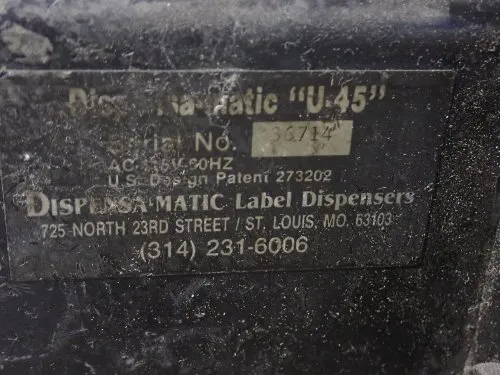 Dispensa-Matic "U-45"
Serial No. 36714
AC 115V 60HZ
U.S. Design Patent 273202
DISPENSA-MATIC Label Dispensers
725 NORTH 23RD STREET / ST. LOUIS, MO. 63103
(314) 231-6006